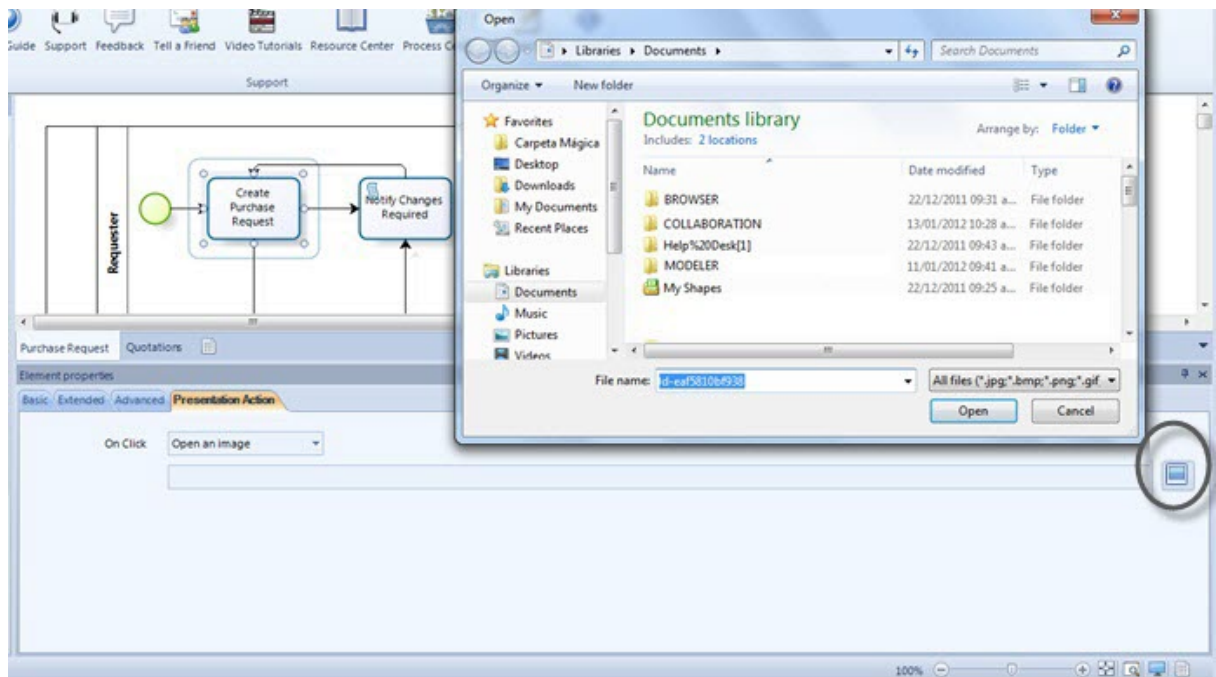 Guide Support Feedback Tell a Friend Video Tutorials Resource Center Process
Support
Requester
Create
Purchase
Request
Notify Changes
Required
Open
Libraries Documents
Search Documents
Organize New folder
Favorites
Carpeta Mágica
Desktop
Downloads
My Documents
Recent Places
Libraries
Documents
Music
Pictures
Videos
Documents library
Includes: 2 locations
Arrange by: Folder
Name Date modified Type
BROWSER 22/12/2011 09:31 a... File folder
COLLABORATION 13/01/2012 10:28 a... File folder
Help%20Desk[1] 22/12/2011 09:43 a... File folder
MODELER 11/01/2012 09:41 a... File folder
My Shapes 22/12/2011 09:25 a... File folder
File name: id-eaf5810bf938 All files (*.jpg;*.bmp;*.png;*.gif,
Open Cancel
Purchase Request Quotations
Element properties
Basic Extended Advanced Presentation Action
On Click Open an image
100%